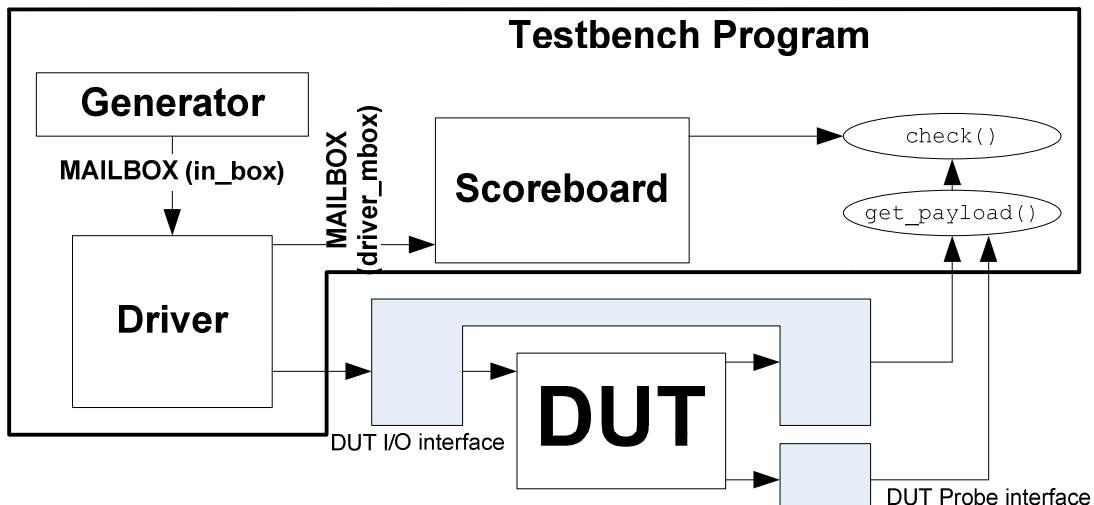 Testbench Program
Generator
MAILBOX (in_box)
MAILBOX
(driver_mbox)
Scoreboard
check()
get_payload()
Driver
DUT
DUT I/O interface
DUT Probe interface